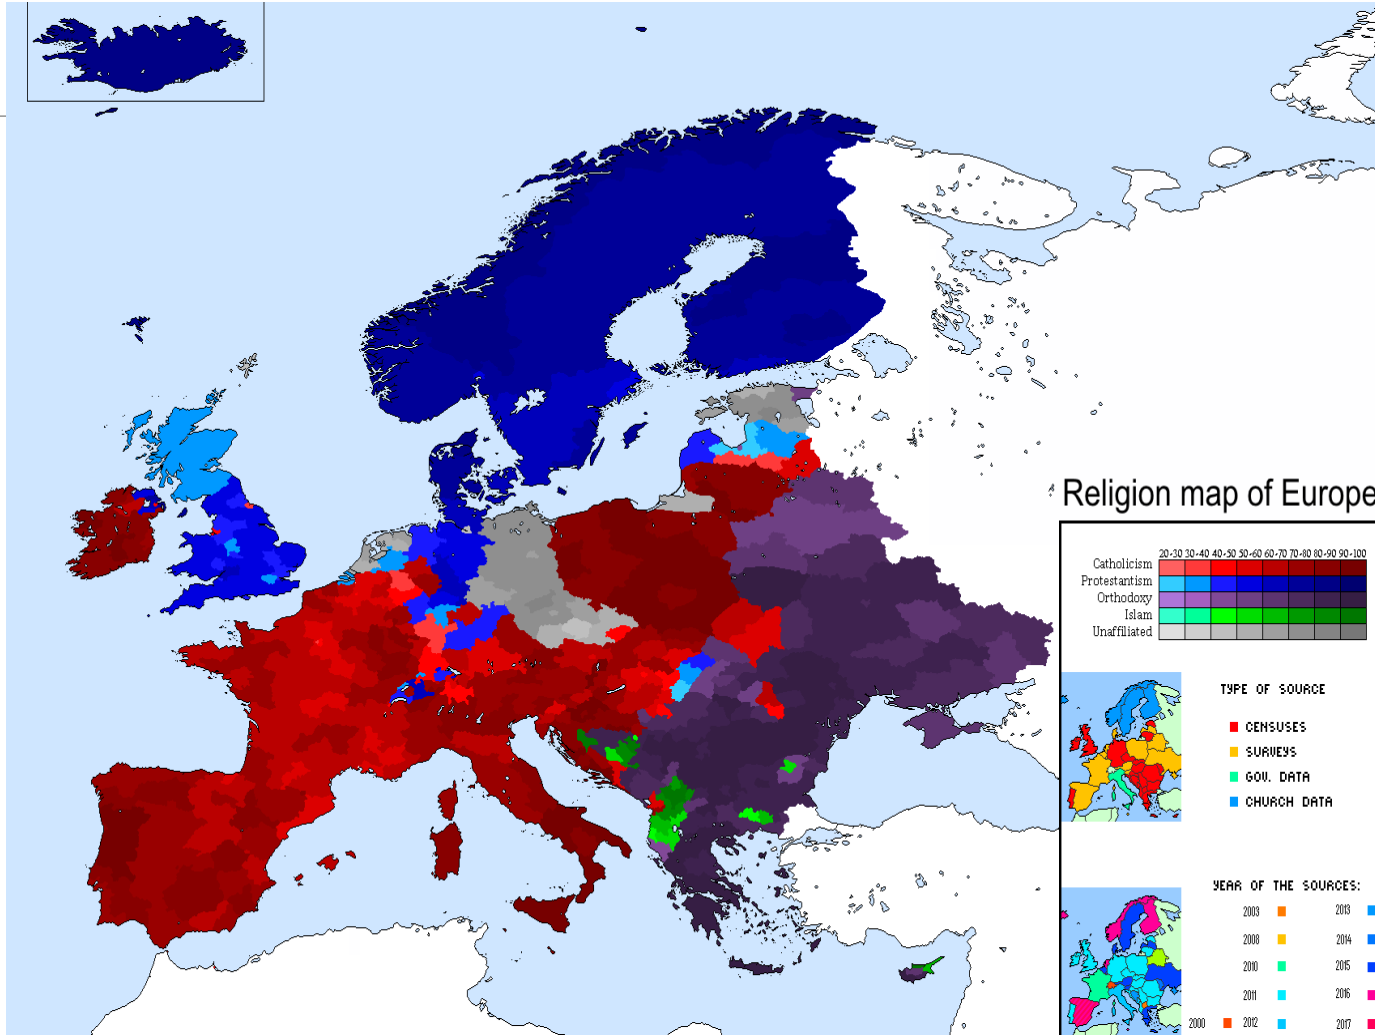 Religion map of Europe
20-30 30-40 40-50 50-60 60-70 70-80 80-90 90-100
Catholicism
Protestantism
Orthodoxy
Islam
Unaffiliated
TYPE OF SOURCE
CENSUSES
SURVEYS
GOV. DATA
CHURCH DATA
YEAR OF THE SOURCES:
2003 2013
2008 2014
2010 2015
2011 2016
2000 2012 2017